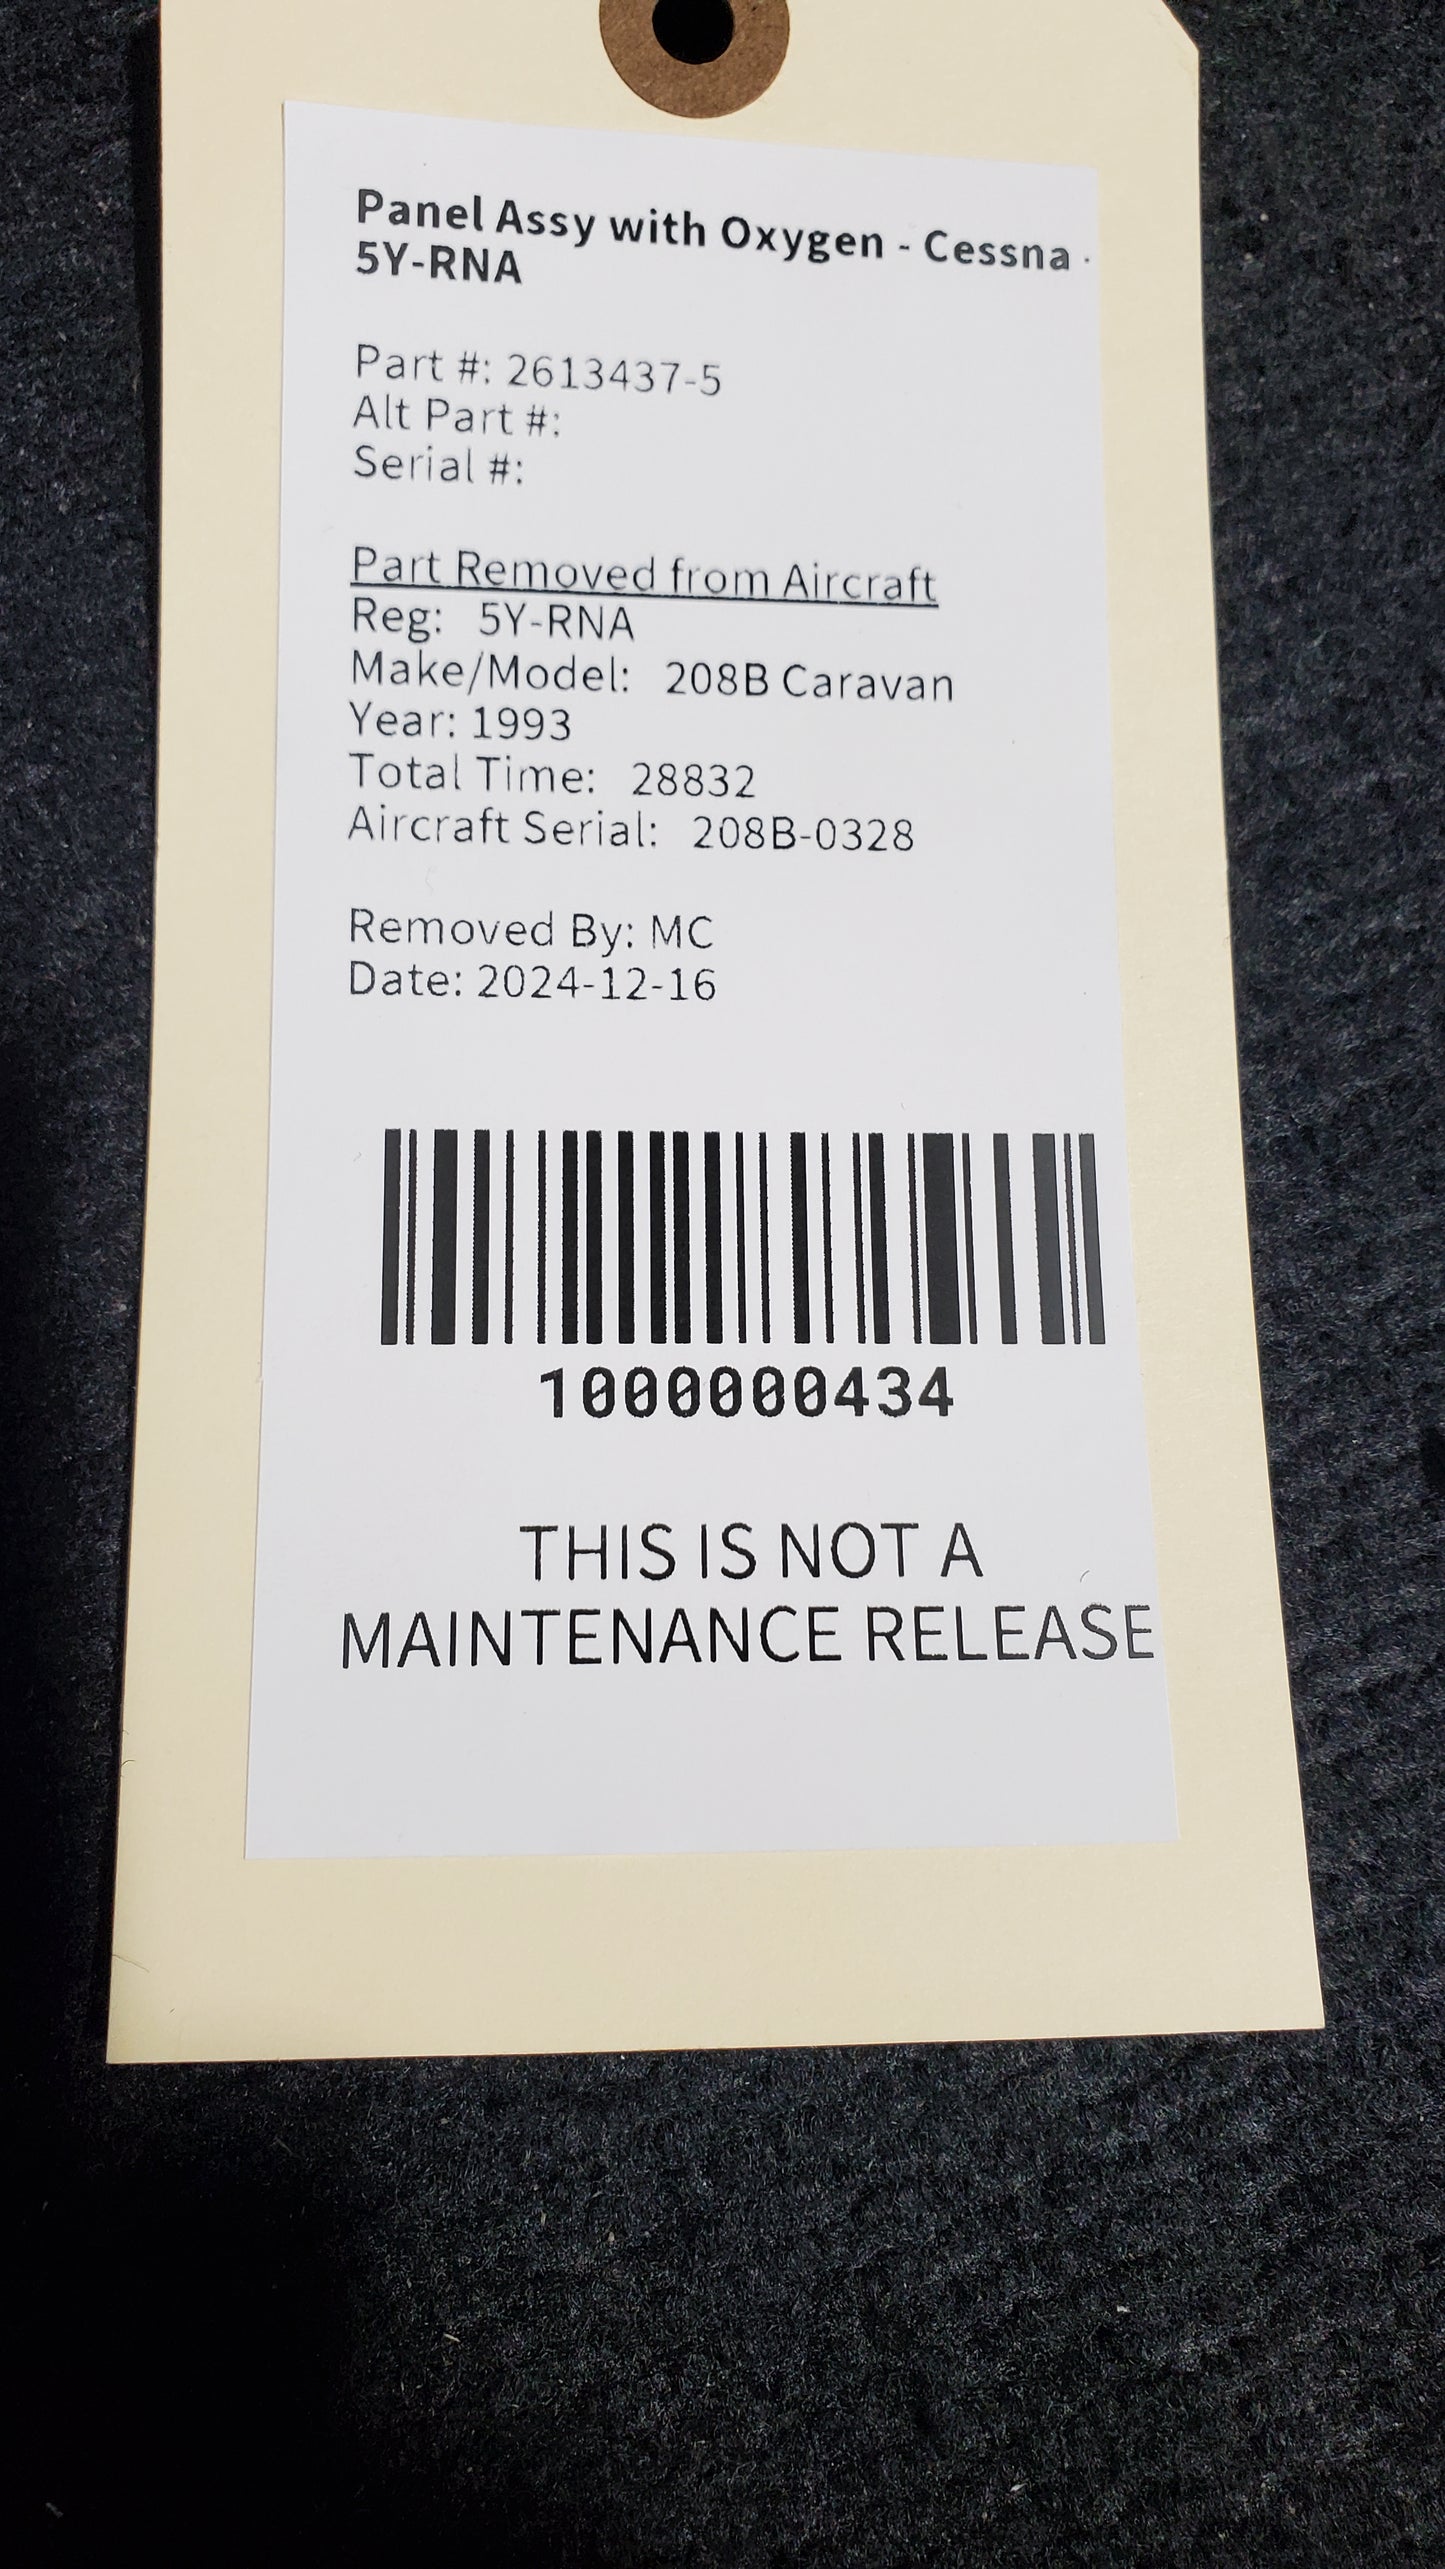 Panel Assy with Oxygen - Cessna -
5Y-RNA
Part #: 2613437-5
Alt Part #:
Serial #:
Part Removed from Aircraft
Reg: 5Y-RNA
Make/Model: 208B Caravan
Year: 1993
Total Time: 28832
Aircraft Serial: 208B-0328
Removed By: MC
Date: 2024-12-16
1000000434
THIS IS NOT A
MAINTENANCE RELEASE